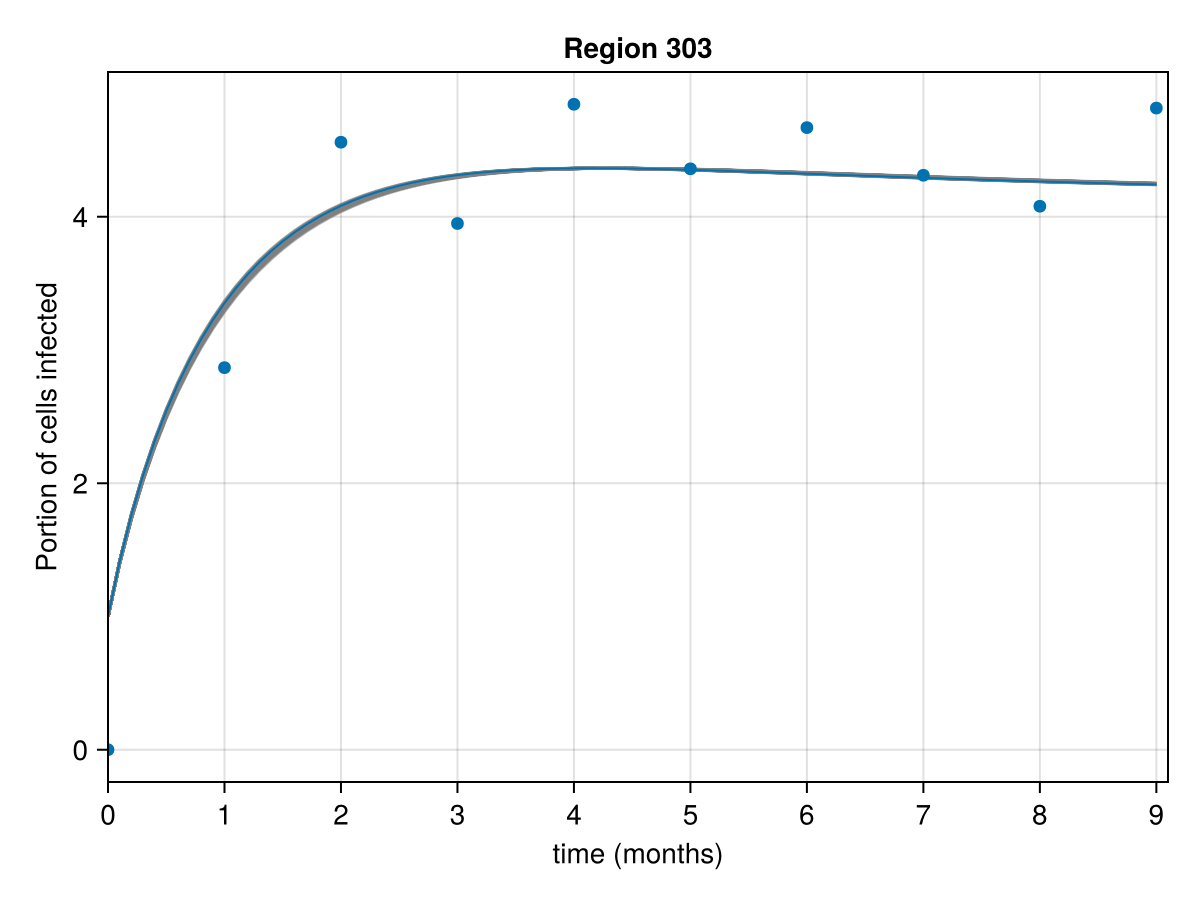 Region 303
Portion of cells infected
4
2
0
0 1 2 3 4 5 6 7 8 9
time (months)